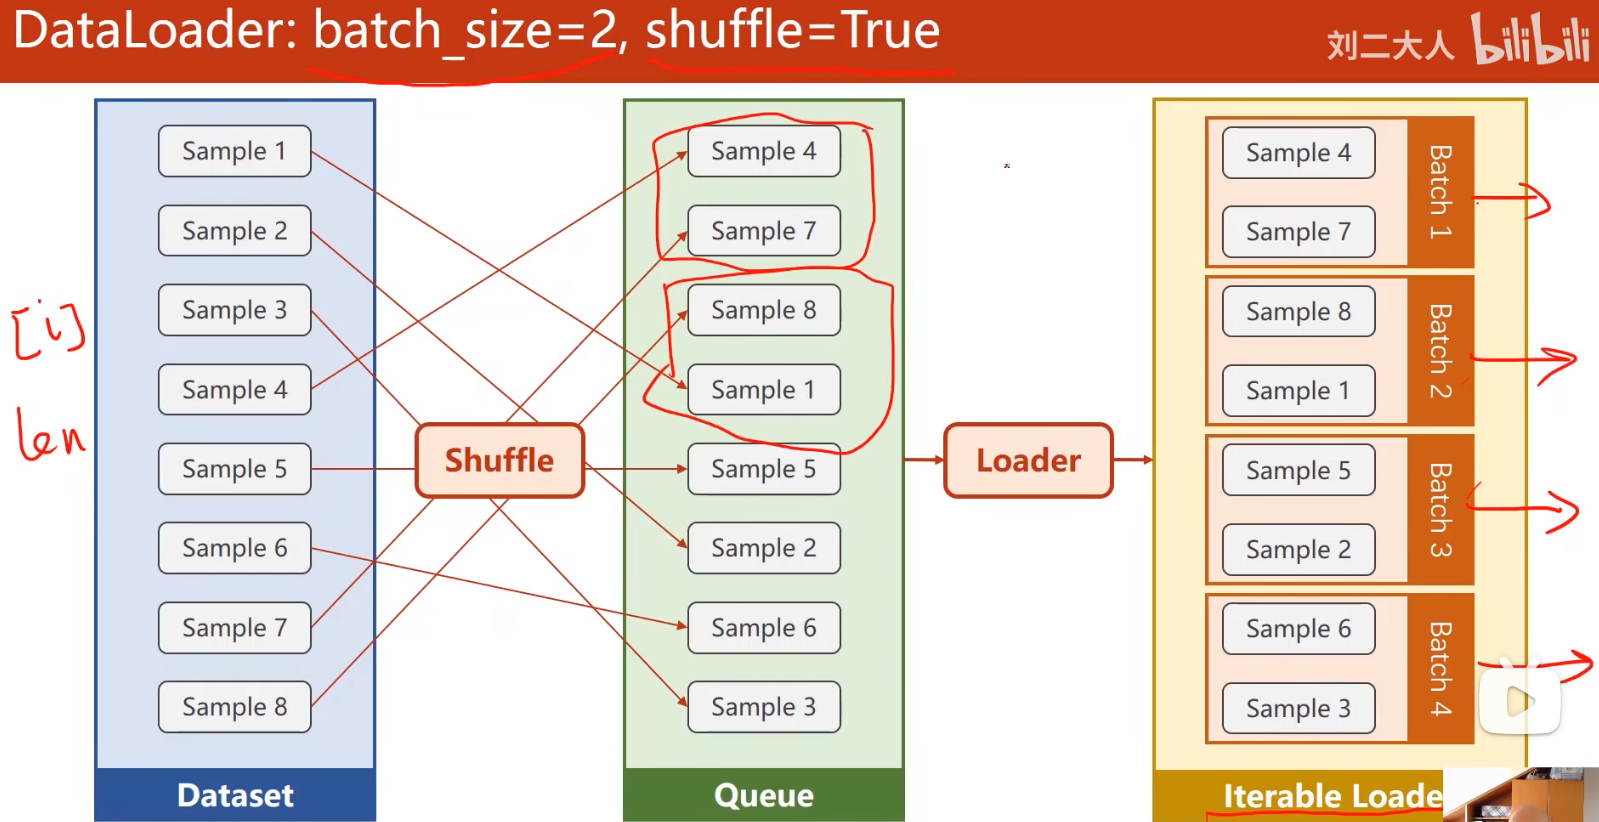 DataLoader: batch_size=2, shuffle=True
刘二大人 bilibili
Sample 1
Sample 2
Sample 3
Sample 4
Sample 5
Sample 6
Sample 7
Sample 8
Dataset
[i]
len
Shuffle
Sample 4
Sample 7
Sample 8
Sample 1
Sample 5
Sample 2
Sample 6
Sample 3
Queue
Loader
Sample 4
Sample 7
Batch 1
Sample 8
Sample 1
Batch 2
Sample 5
Sample 2
Batch 3
Sample 6
Sample 3
Batch 4
Iterable Loade